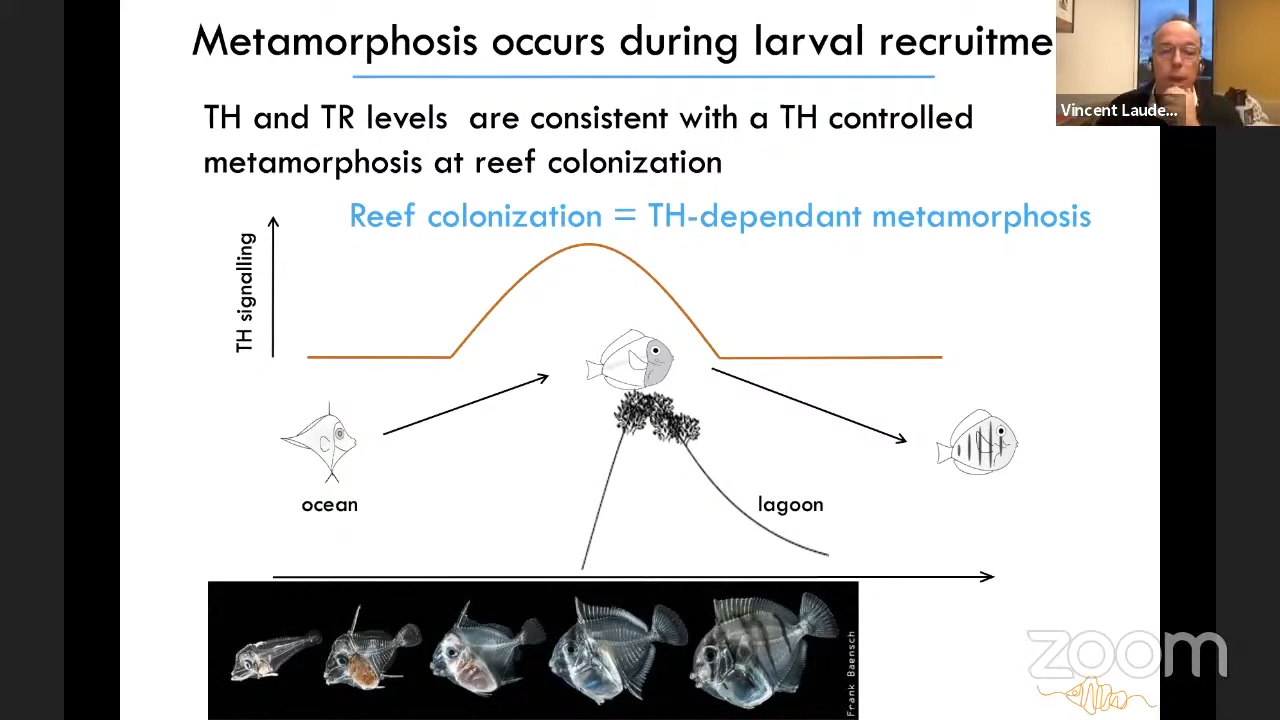 Metamorphosis occurs during larval recruitme
Vincent Laude...
TH and TR levels are consistent with a TH controlled
metamorphosis at reef colonization
Reef colonization = TH-dependant metamorphosis
TH signalling
ocean
lagoon
Frank Baensch
zoom